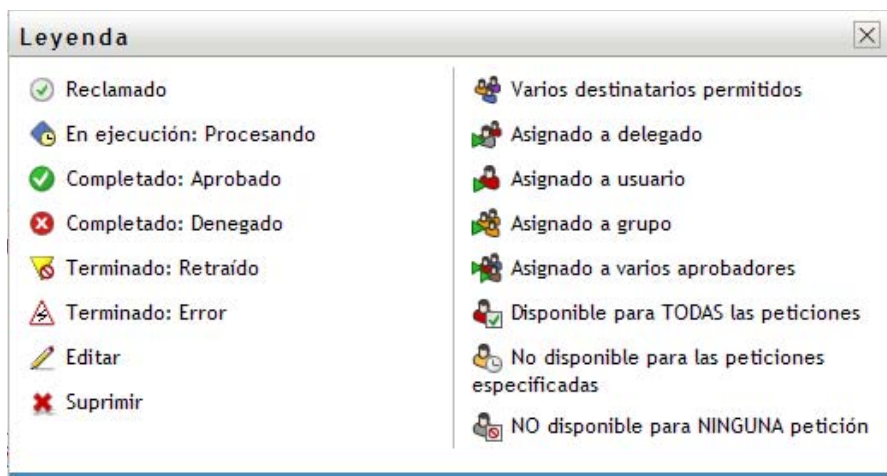 Leyenda
Reclamado
En ejecución: Procesando
Completado: Aprobado
Completado: Denegado
Terminado: Retraído
Terminado: Error
Editar
Suprimir
Varios destinatarios permitidos
Asignado a delegado
Asignado a usuario
Asignado a grupo
Asignado a varios aprobadores
Disponible para TODAS las peticiones
No disponible para las peticiones
especificadas
NO disponible para NINGUNA petición